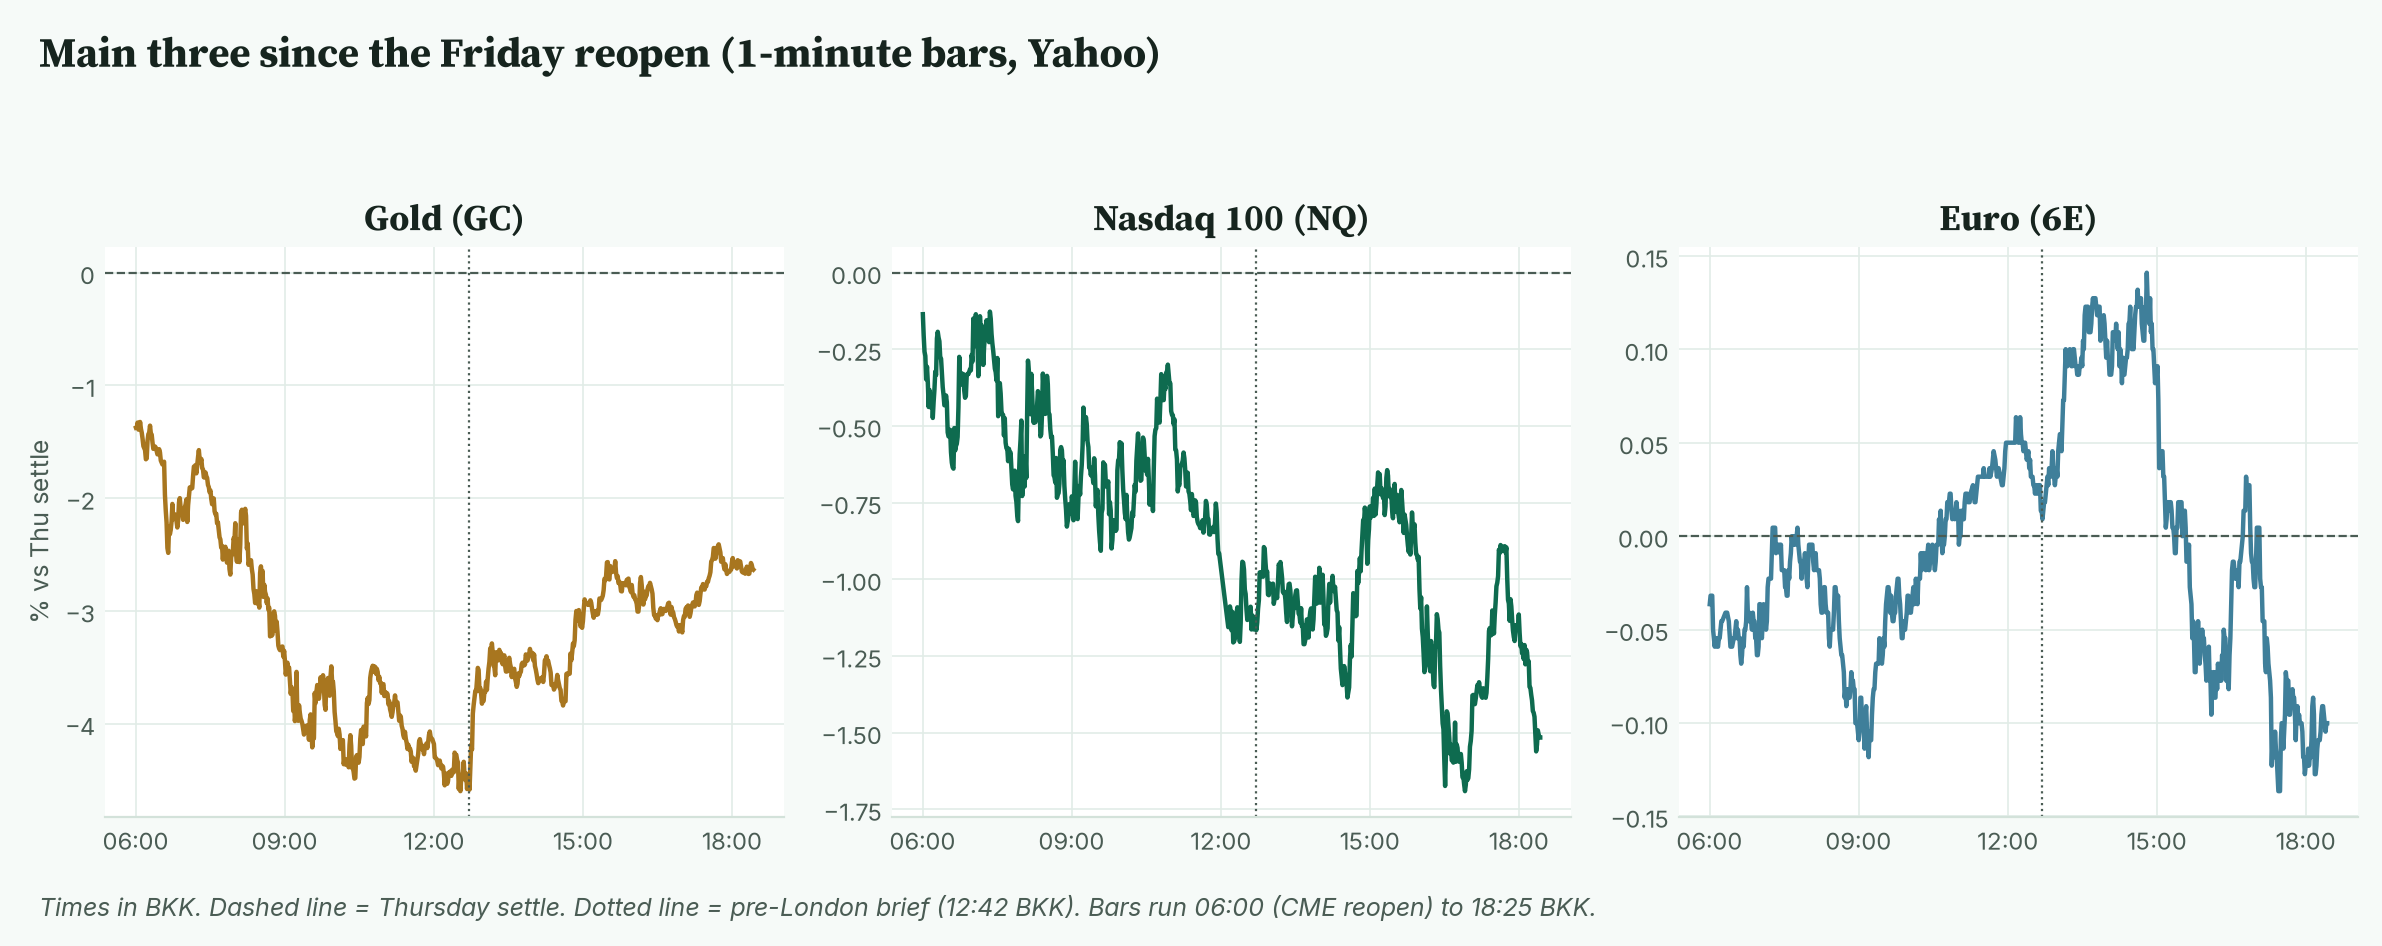 Main three since the Friday reopen (1-minute bars, Yahoo)
Gold (GC)
% vs Thu settle
0
−1
−2
−3
−4
06:00 09:00 12:00 15:00 18:00
Nasdaq 100 (NQ)
0.00
−0.25
−0.50
−0.75
−1.00
−1.25
−1.50
−1.75
06:00 09:00 12:00 15:00 18:00
Euro (6E)
0.15
0.10
0.05
0.00
−0.05
−0.10
−0.15
06:00 09:00 12:00 15:00 18:00
Times in BKK. Dashed line = Thursday settle. Dotted line = pre-London brief (12:42 BKK). Bars run 06:00 (CME reopen) to 18:25 BKK.